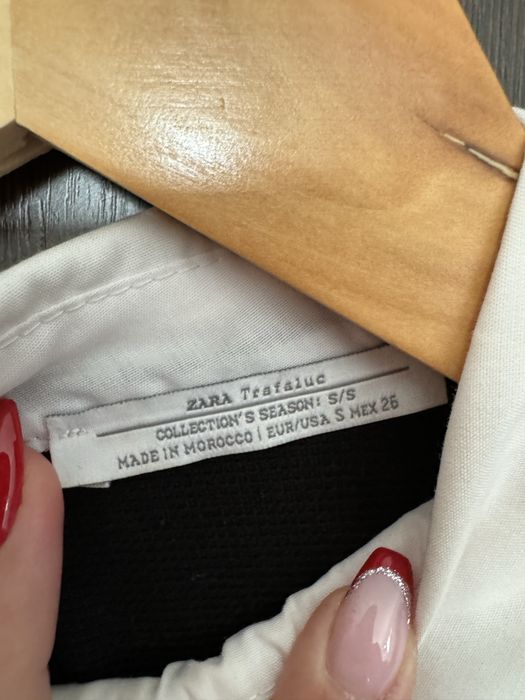 ZARA Trafaluc
COLLECTION'S SEASON: S/S
MADE IN MOROCCO | EUR/USA S MEX 26